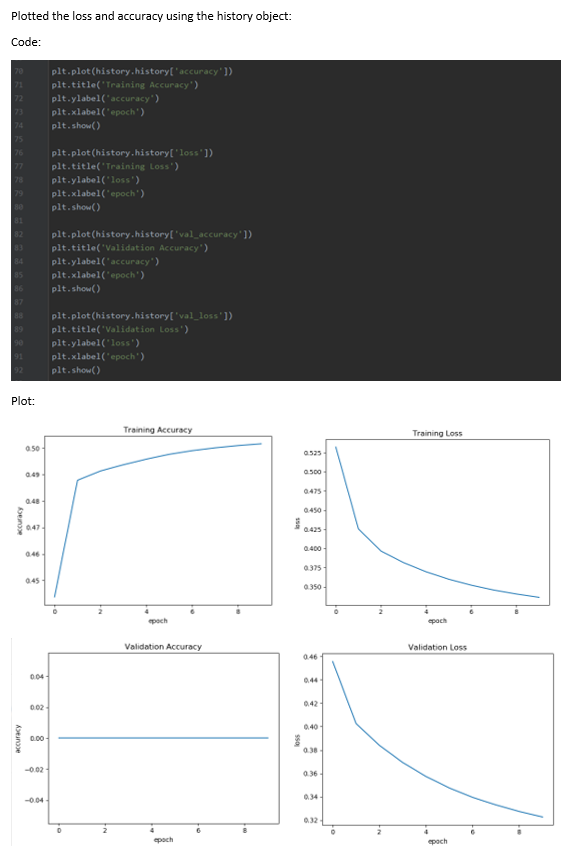 Plotted the loss and accuracy using the history object:
Code:
70 plt.plot(history.history['accuracy'])
71 plt.title('Training Accuracy')
72 plt.ylabel('accuracy')
73 plt.xlabel('epoch')
74 plt.show()
75
76 plt.plot(history.history['loss'])
77 plt.title('Training Loss')
78 plt.ylabel('loss')
79 plt.xlabel('epoch')
80 plt.show()
81
82 plt.plot(history.history['val_accuracy'])
83 plt.title('Validation Accuracy')
84 plt.ylabel('accuracy')
85 plt.xlabel('epoch')
86 plt.show()
87
88 plt.plot(history.history['val_loss'])
89 plt.title('Validation Loss')
90 plt.ylabel('loss')
91 plt.xlabel('epoch')
92 plt.show()
Plot:
Training Accuracy
0.50
0.49
0.48
0.47
0.46
0.45
accuracy
0 2 4 6 8
epoch
Training Loss
0.525
0.500
0.475
0.450
0.425
0.400
0.375
0.350
loss
0 2 4 6 8
epoch
Validation Accuracy
0.04
0.02
0.00
−0.02
−0.04
accuracy
0 2 4 6 8
epoch
Validation Loss
0.46
0.44
0.42
0.40
0.38
0.36
0.34
0.32
loss
0 2 4 6 8
epoch